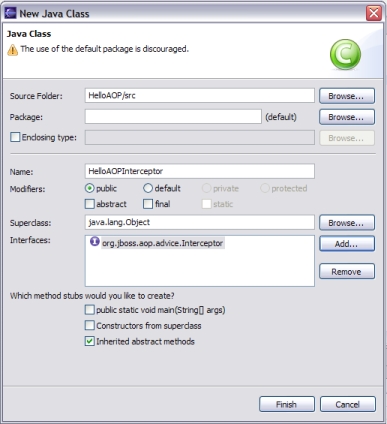 New Java Class
Java Class
The use of the default package is discouraged.
Source Folder: HelloAOP/src Browse...
Package: (default) Browse...
Enclosing type: Browse...
Name: HelloAOPInterceptor
Modifiers: public default private protected
abstract final static
Superclass: java.lang.Object Browse...
Interfaces: org.jboss.aop.advice.Interceptor Add...
Remove
Which method stubs would you like to create?
public static void main(String[] args)
Constructors from superclass
Inherited abstract methods
Finish Cancel